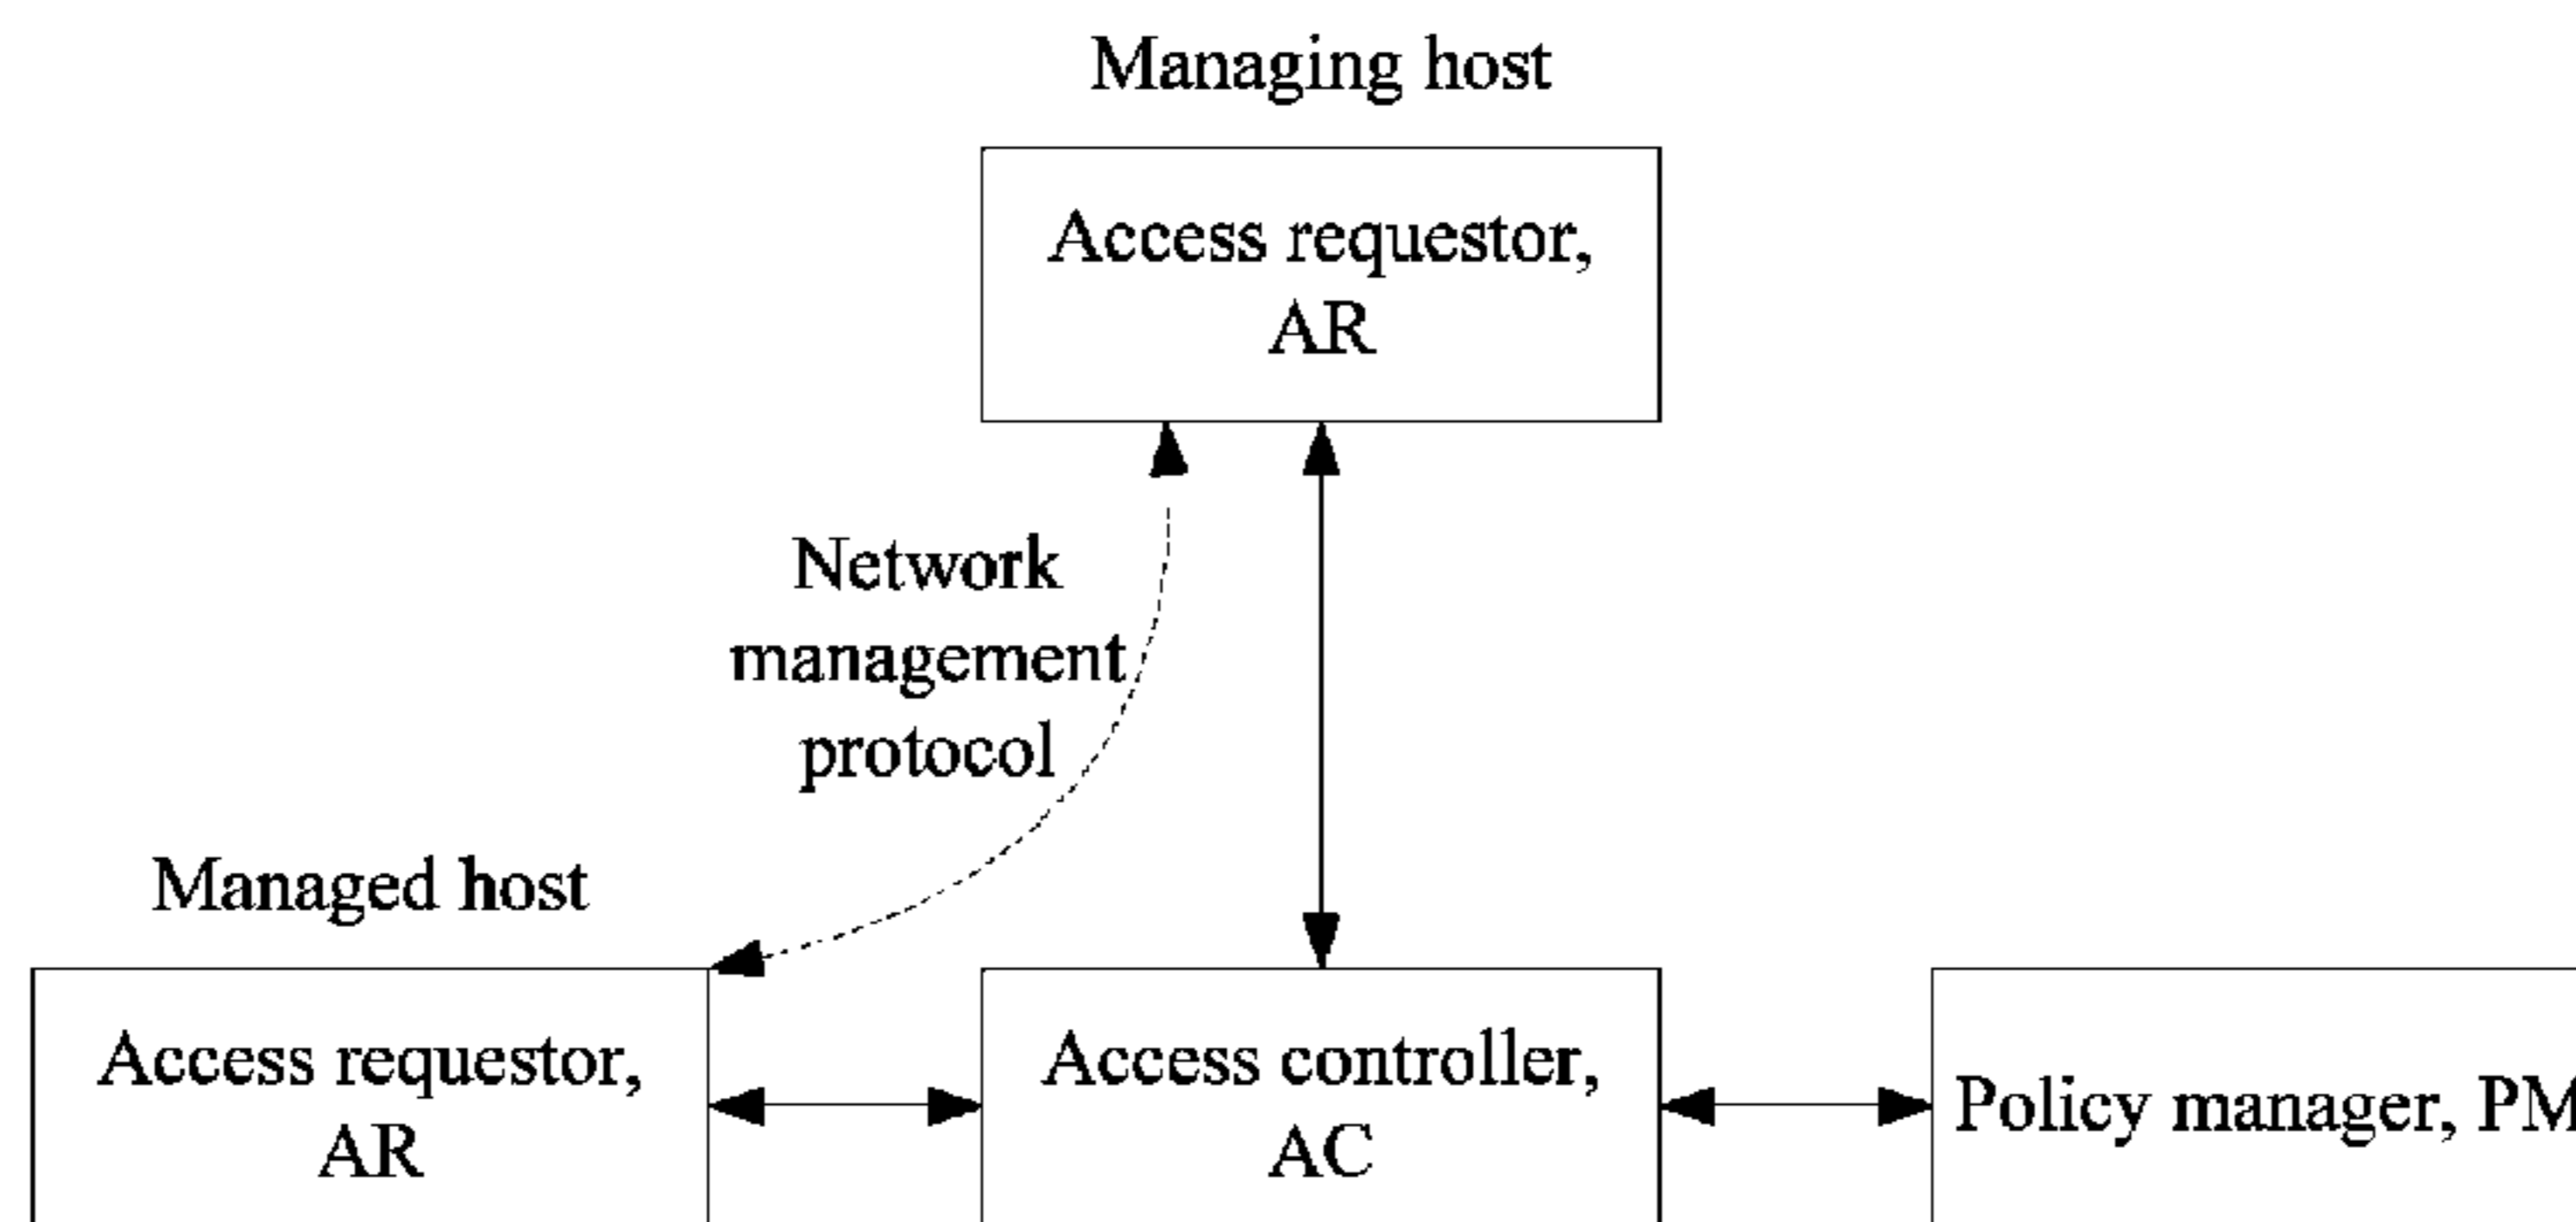 Managing host
Access requestor,
AR
Network
management
protocol
Managed host
Access requestor,
AR
Access controller,
AC
Policy manager, PM